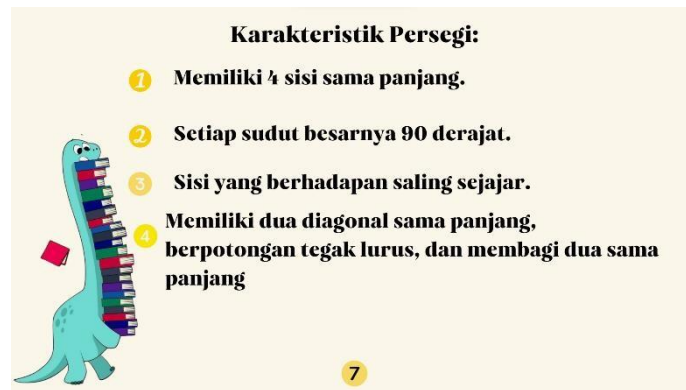 Karakteristik Persegi:
1 Memiliki 4 sisi sama panjang.
2 Setiap sudut besarnya 90 derajat.
3 Sisi yang berhadapan saling sejajar.
4 Memiliki dua diagonal sama panjang,
berpotongan tegak lurus, dan membagi dua sama
panjang
7